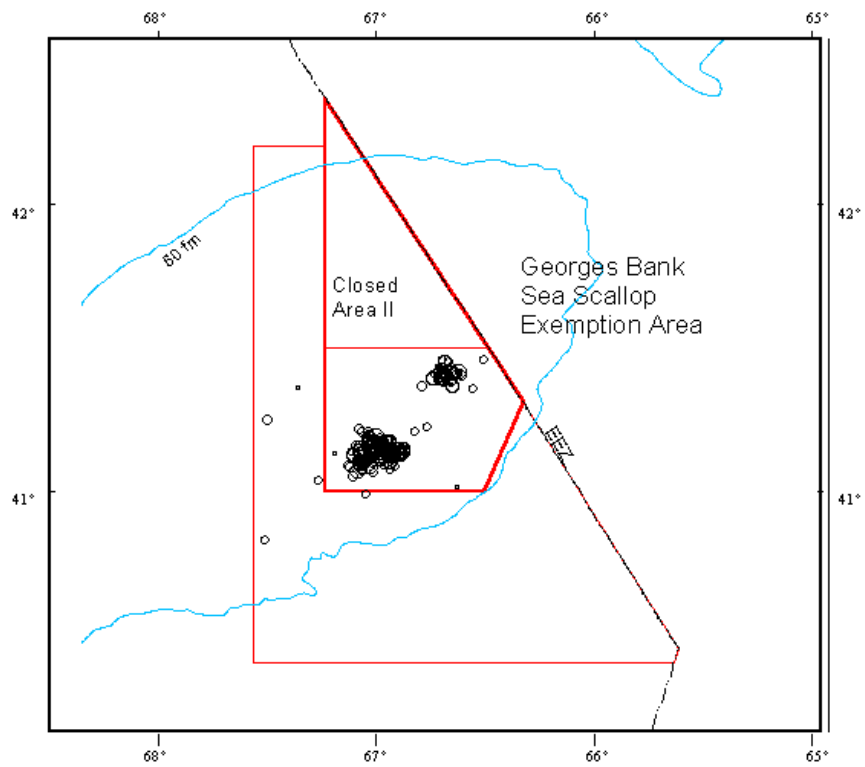 68° 67° 66° 65°
42° 42°
60 fm
Georges Bank
Sea Scallop
Exemption Area
Closed
Area II
EEZ
41° 41°
68° 67° 66° 65°